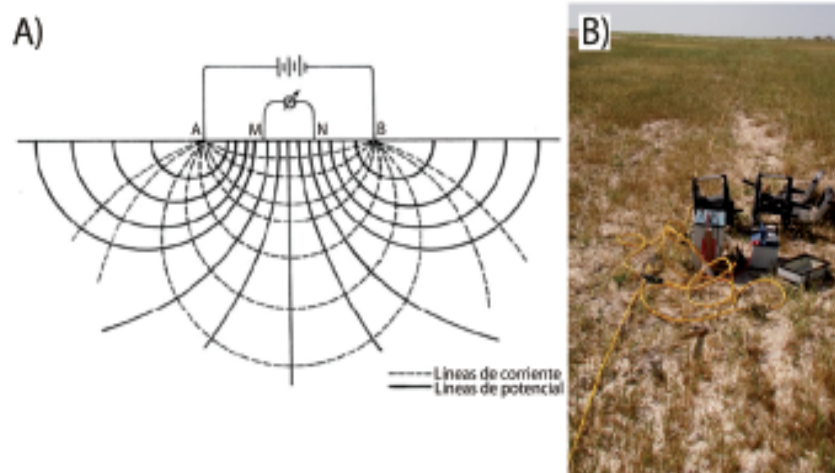 A)
A M N B
Lineas de corriente
Lineas de potencial
B)